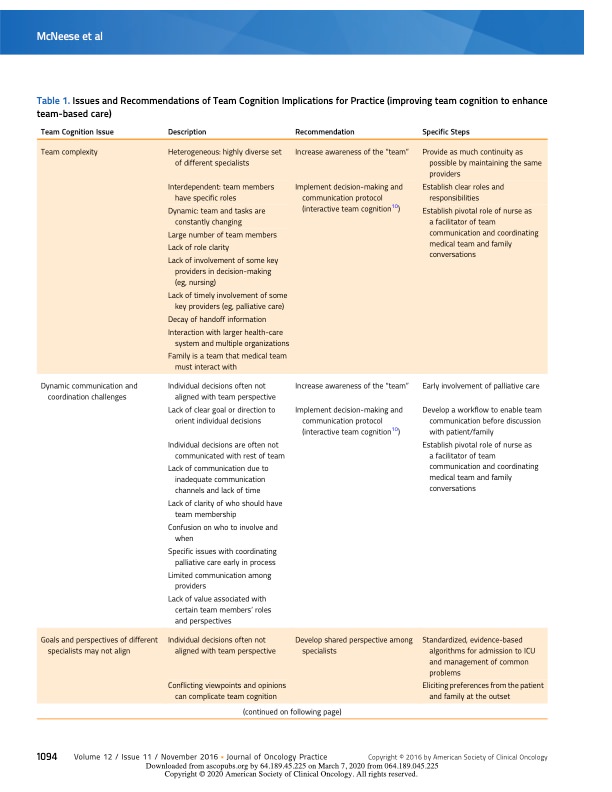 McNeese et al
Table 1. Issues and Recommendations of Team Cognition Implications for Practice (improving team cognition to enhance
team-based care)
Team Cognition Issue
Description
Recommendation
Specific Steps
Team complexity
Heterogeneous: highly diverse set
of different specialists
Increase awareness of the “team”
Provide as much continuity as
possible by maintaining the same
providers
Interdependent: team members
have specific roles
Implement decision-making and
communication protocol
(interactive team cognition10)
Establish clear roles and
responsibilities
Dynamic: team and tasks are
constantly changing
Establish pivotal role of nurse as
a facilitator of team
communication and coordinating
medical team and family
conversations
Large number of team members
Lack of role clarity
Lack of involvement of some key
providers in decision-making
(eg, nursing)
Lack of timely involvement of some
key providers (eg, palliative care)
Decay of handoff information
Interaction with larger health-care
system and multiple organizations
Family is a team that medical team
must interact with
Dynamic communication and
coordination challenges
Individual decisions often not
aligned with team perspective
Increase awareness of the “team”
Early involvement of palliative care
Lack of clear goal or direction to
orient individual decisions
Implement decision-making and
communication protocol
(interactive team cognition10)
Develop a workflow to enable team
communication before discussion
with patient/family
Individual decisions are often not
communicated with rest of team
Establish pivotal role of nurse as
a facilitator of team
communication and coordinating
medical team and family
conversations
Lack of communication due to
inadequate communication
channels and lack of time
Lack of clarity of who should have
team membership
Confusion on who to involve and
when
Specific issues with coordinating
palliative care early in process
Limited communication among
providers
Lack of value associated with
certain team members’ roles
and perspectives
Goals and perspectives of different
specialists may not align
Individual decisions often not
aligned with team perspective
Develop shared perspective among
specialists
Standardized, evidence-based
algorithms for admission to ICU
and management of common
problems
Conflicting viewpoints and opinions
can complicate team cognition
Eliciting preferences from the patient
and family at the outset
(continued on following page)
1094 Volume 12 / Issue 11 / November 2016 • Journal of Oncology Practice
Copyright © 2016 by American Society of Clinical Oncology
Downloaded from ascopubs.org by 64.189.45.225 on March 7, 2020 from 064.189.045.225
Copyright © 2020 American Society of Clinical Oncology. All rights reserved.